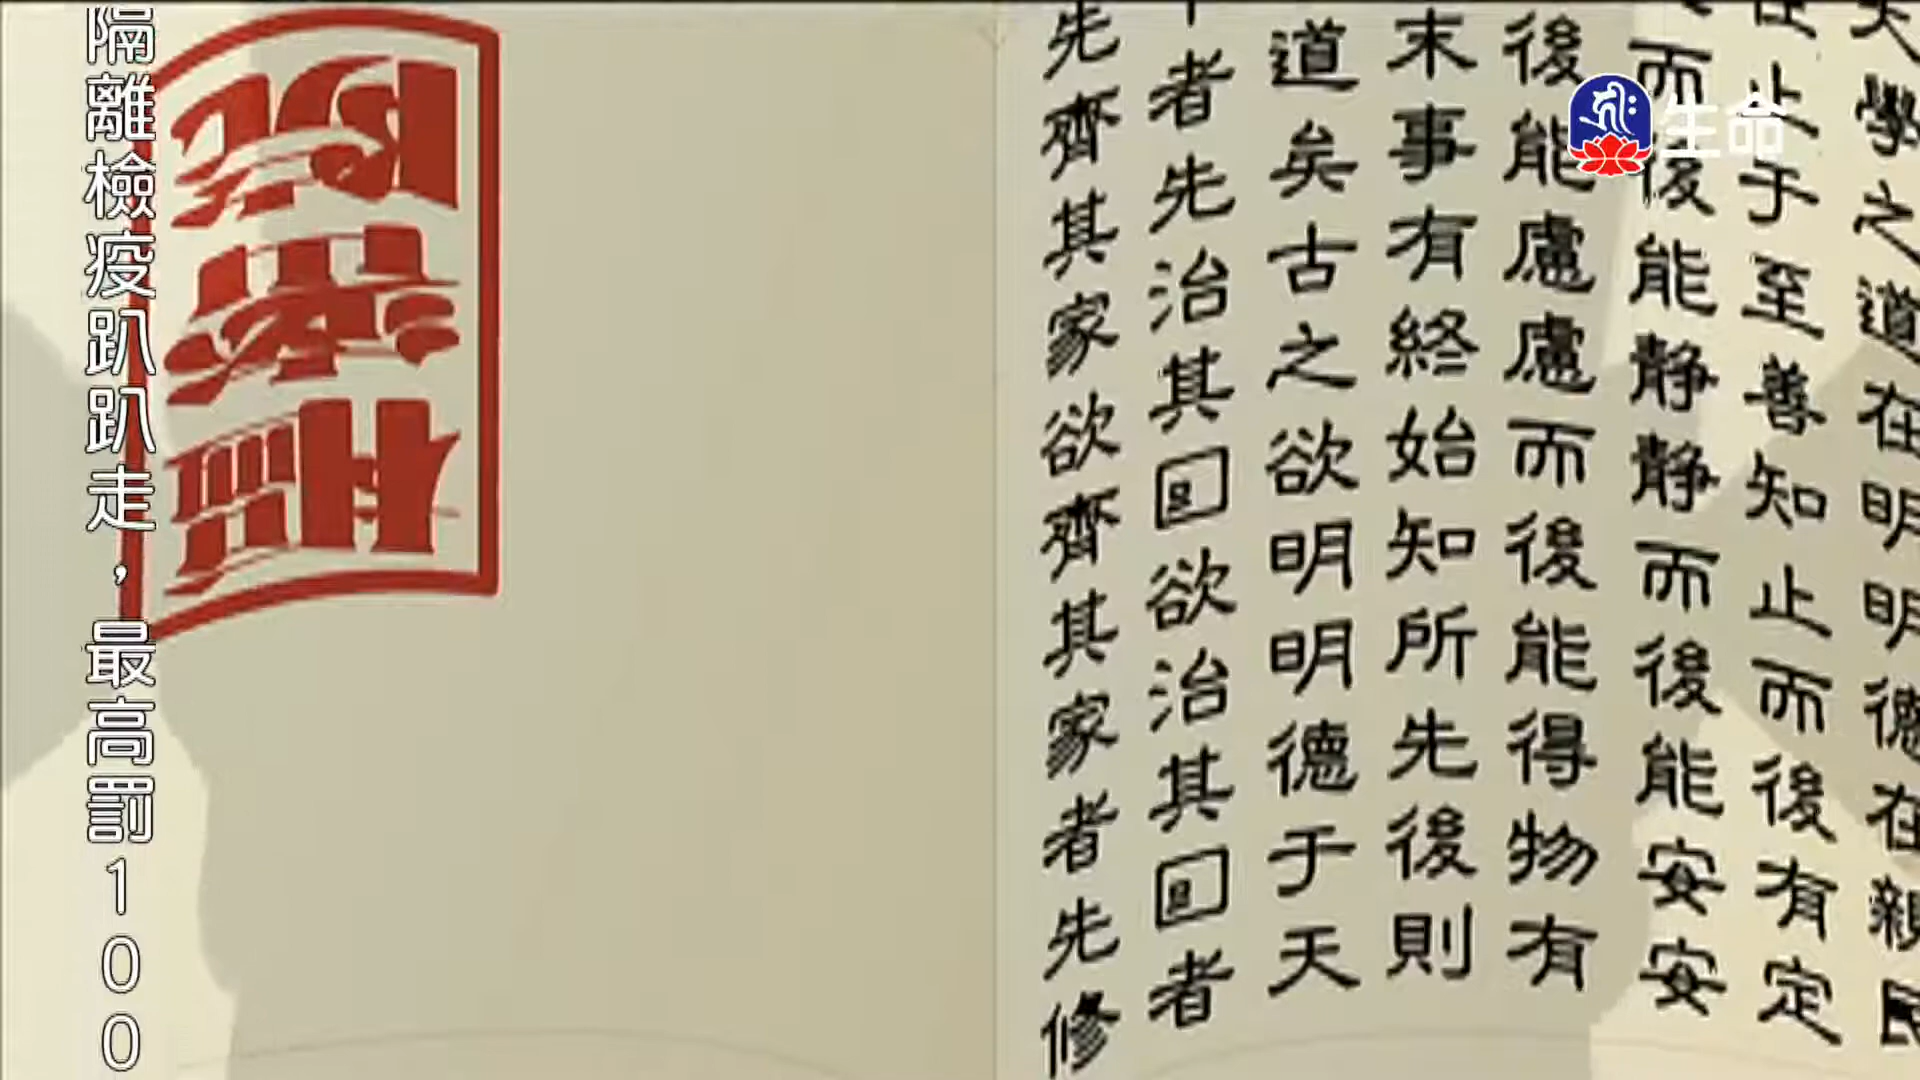 大學之道在明明德在親民
在止于至善知止而後有定
而後能靜靜而後能安安
後能慮慮而後能得物有
末事有終始知所先後則
道矣古之欲明明德于天
者先治其囯欲治其囯者
先齊其家欲齊其家者先修
生命
隔離檢疫趴趴走，最高罰100